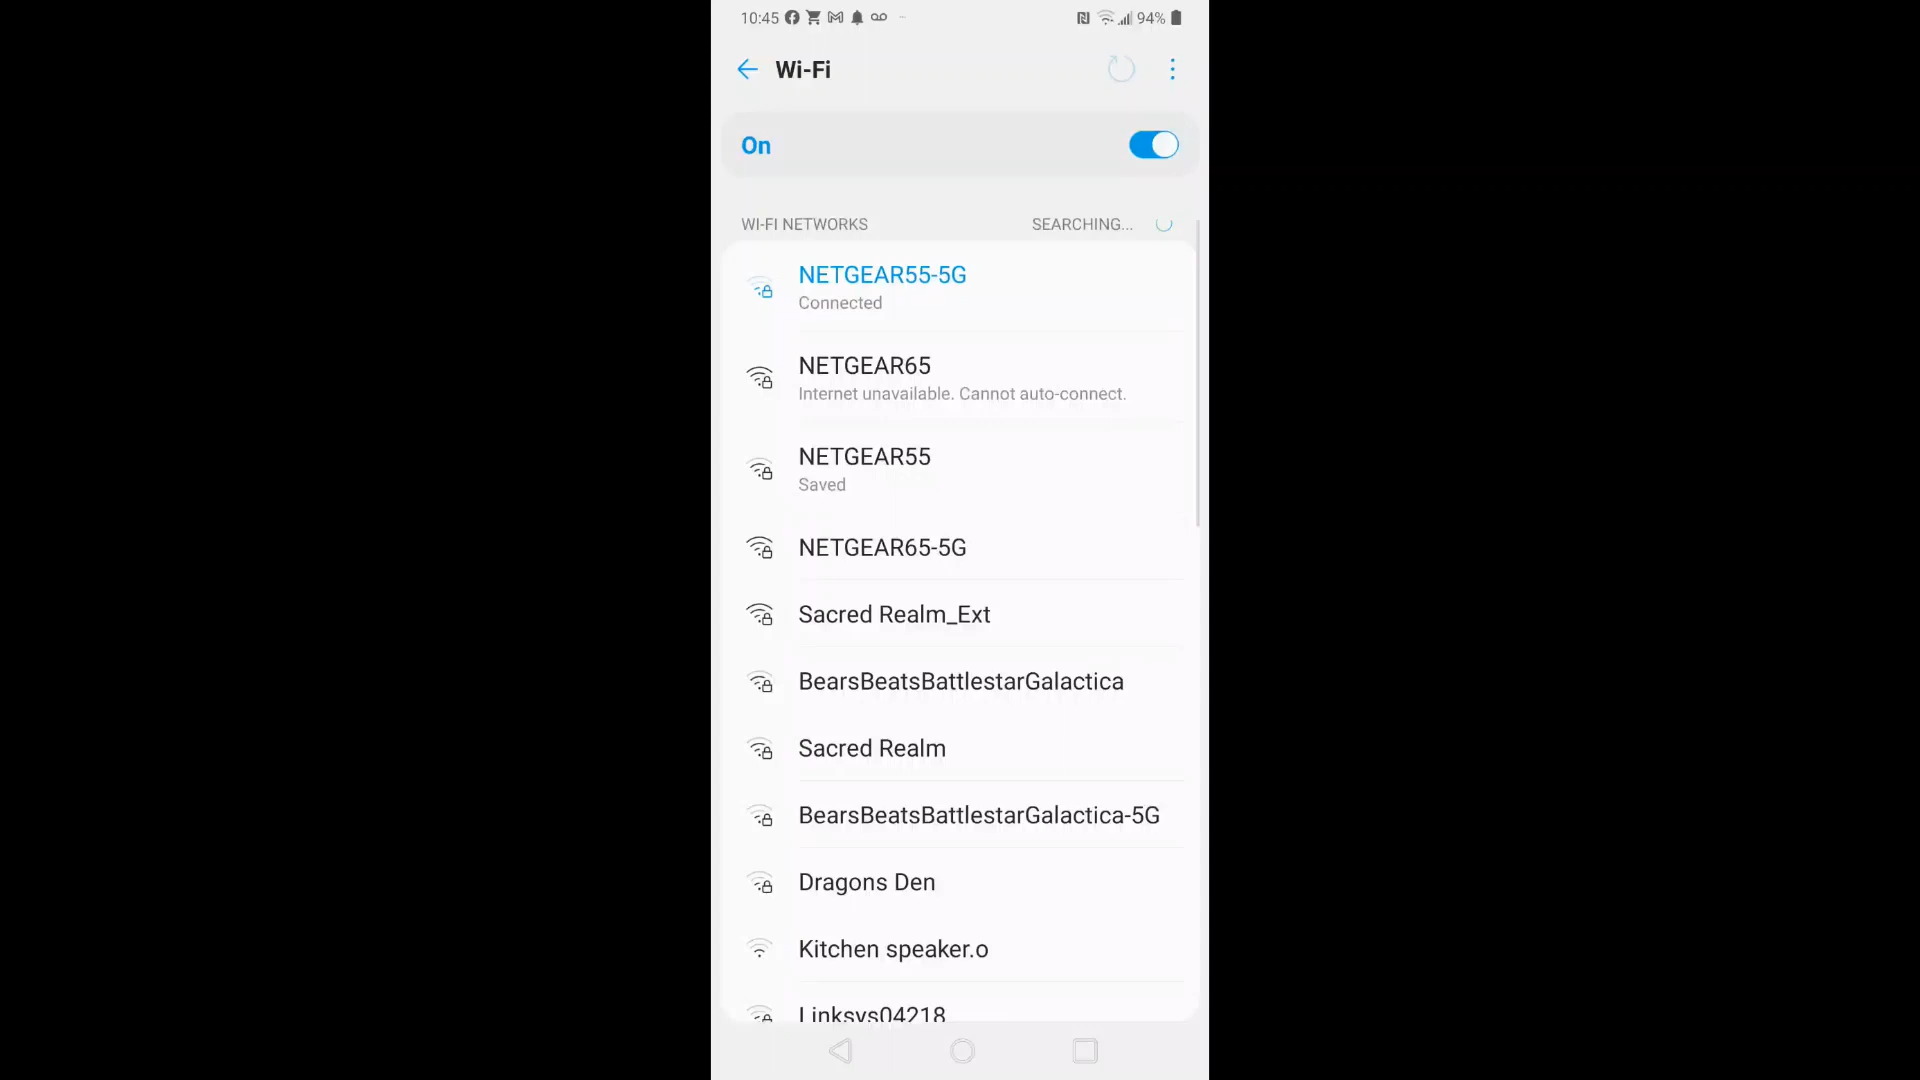 10:45 94%
Wi-Fi
On
WI-FI NETWORKS SEARCHING...
NETGEAR55-5G
Connected
NETGEAR65
Internet unavailable. Cannot auto-connect.
NETGEAR55
Saved
NETGEAR65-5G
Sacred Realm_Ext
BearsBeatsBattlestarGalactica
Sacred Realm
BearsBeatsBattlestarGalactica-5G
Dragons Den
Kitchen speaker.o
Linksys04218